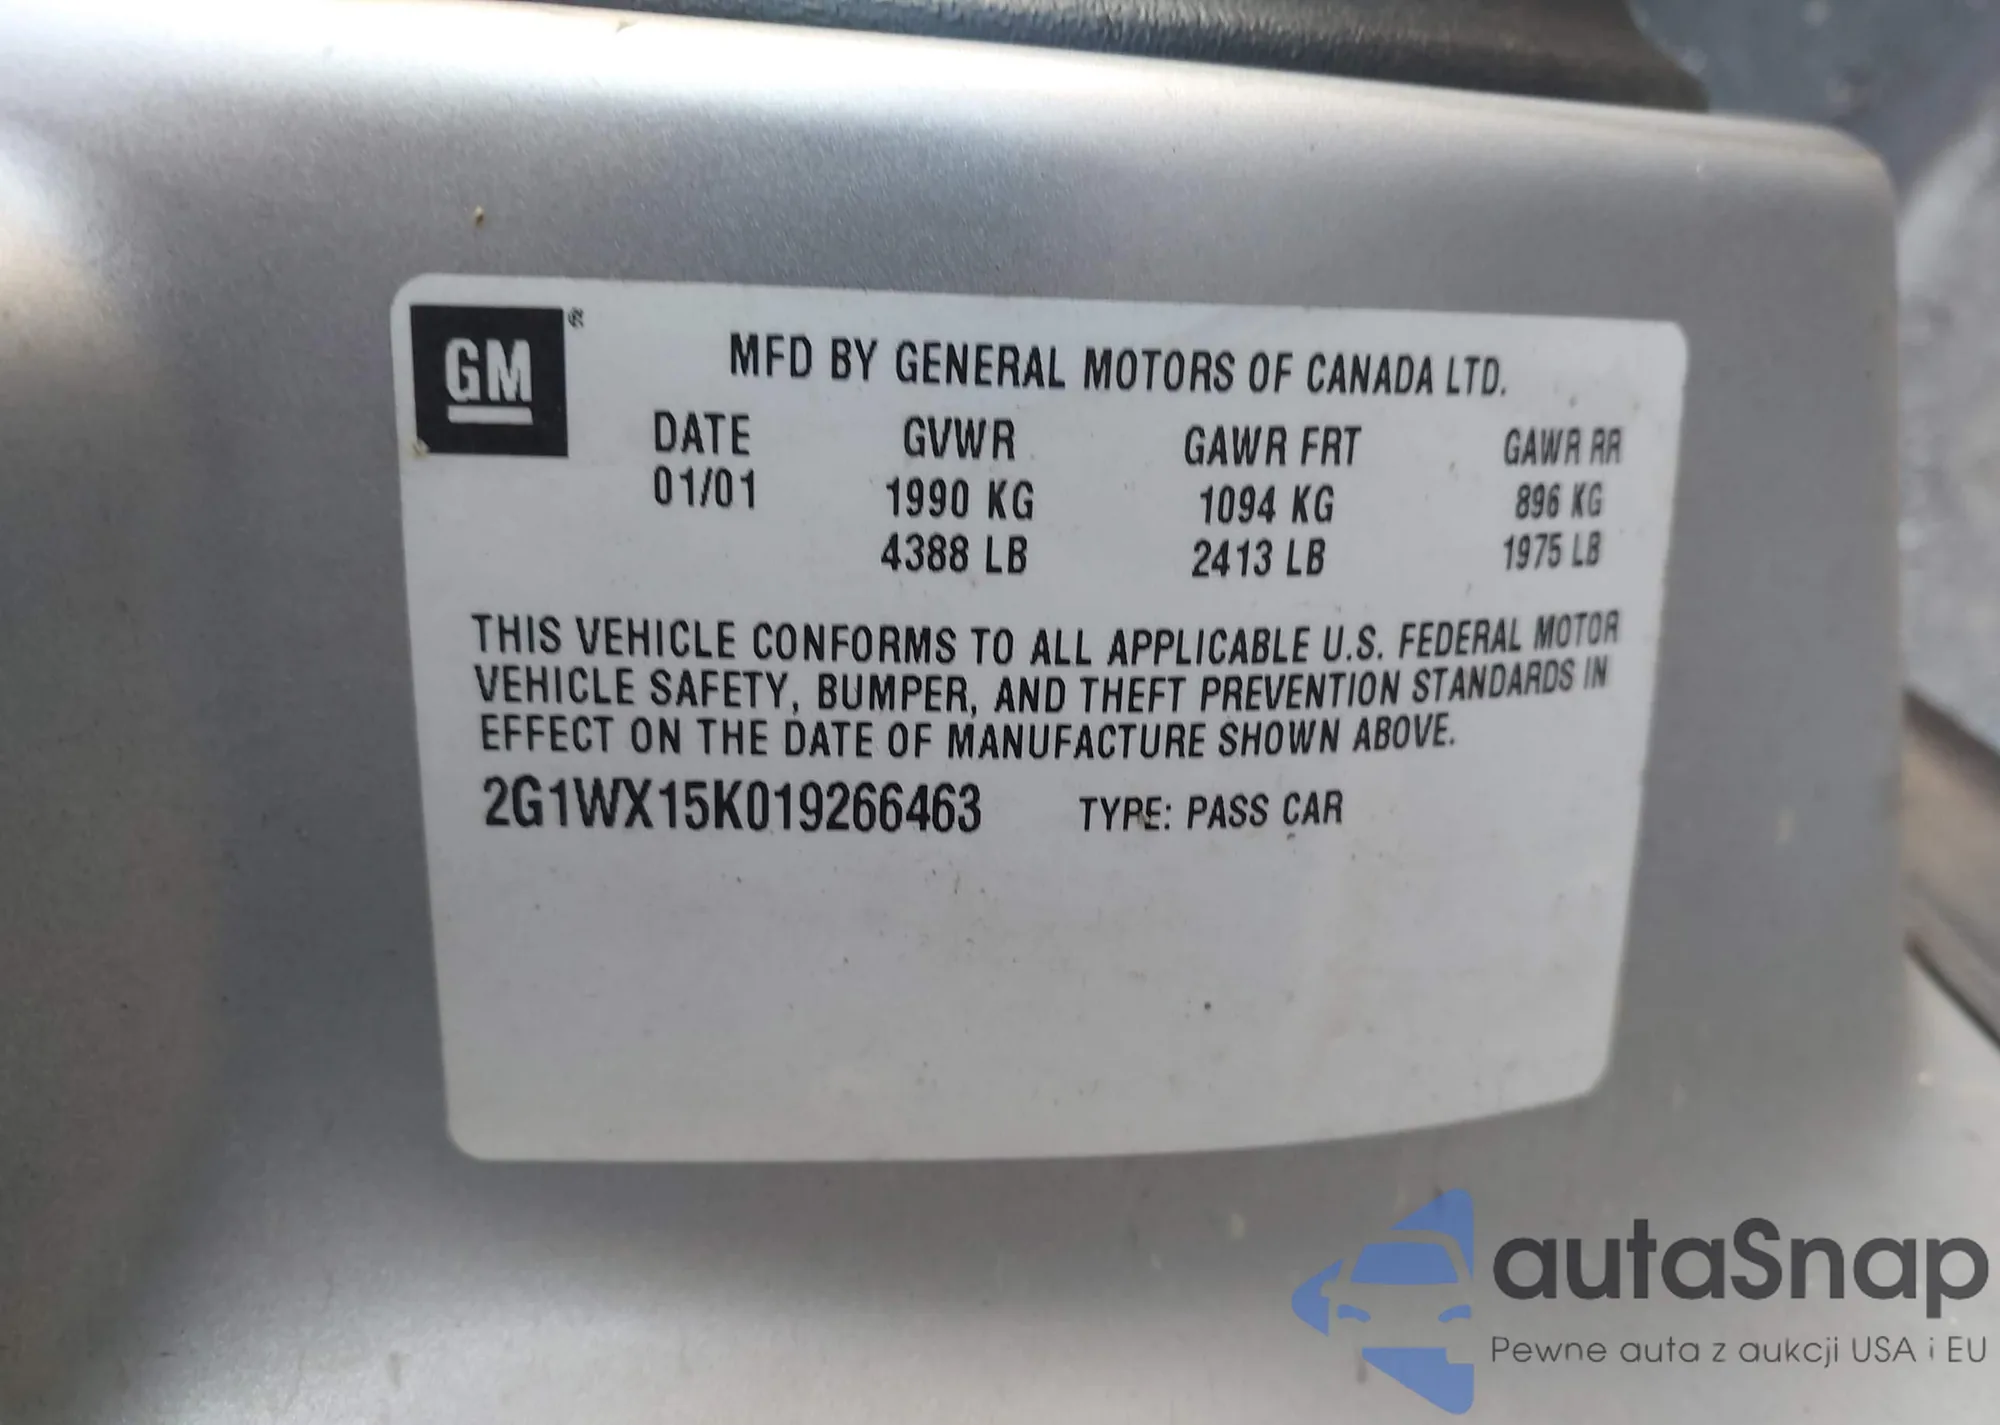 GM ®
MFD BY GENERAL MOTORS OF CANADA LTD.
DATE GVWR GAWR FRT GAWR RR
01/01 1990 KG 1094 KG 896 KG
4388 LB 2413 LB 1975 LB
THIS VEHICLE CONFORMS TO ALL APPLICABLE U.S. FEDERAL MOTOR
VEHICLE SAFETY, BUMPER, AND THEFT PREVENTION STANDARDS IN
EFFECT ON THE DATE OF MANUFACTURE SHOWN ABOVE.
2G1WX15K019266463 TYPE: PASS CAR
autaSnap
Pewne auta z aukcji USA i EU